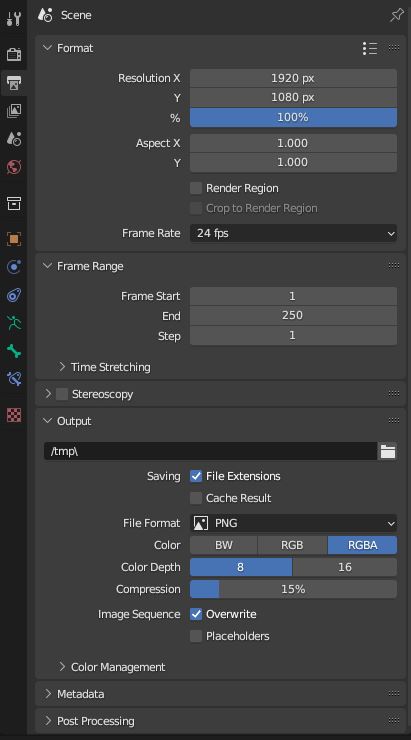 Scene
Format
Resolution X 1920 px
Y 1080 px
% 100%
Aspect X 1.000
Y 1.000
Render Region
Crop to Render Region
Frame Rate 24 fps
Frame Range
Frame Start 1
End 250
Step 1
Time Stretching
Stereoscopy
Output
/tmp\
Saving File Extensions
Cache Result
File Format PNG
Color BW RGB RGBA
Color Depth 8 16
Compression 15%
Image Sequence Overwrite
Placeholders
Color Management
Metadata
Post Processing